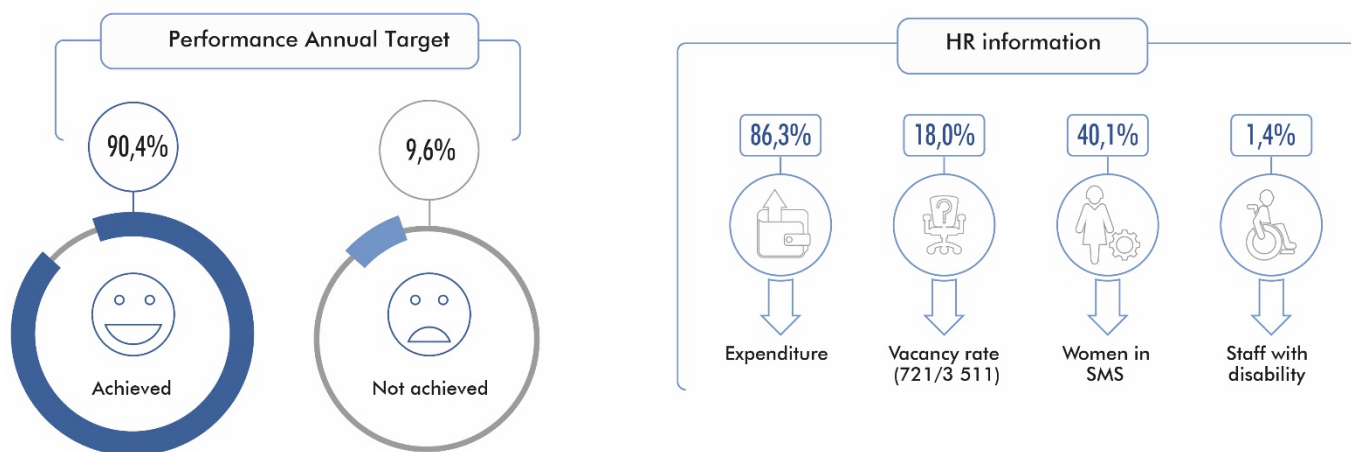 Performance Annual Target
90,4%
9,6%
Achieved
Not achieved
HR information
86,3%
18,0%
40,1%
1,4%
?
Expenditure
Vacancy rate
(721/3 511)
Women in
SMS
Staff with
disability